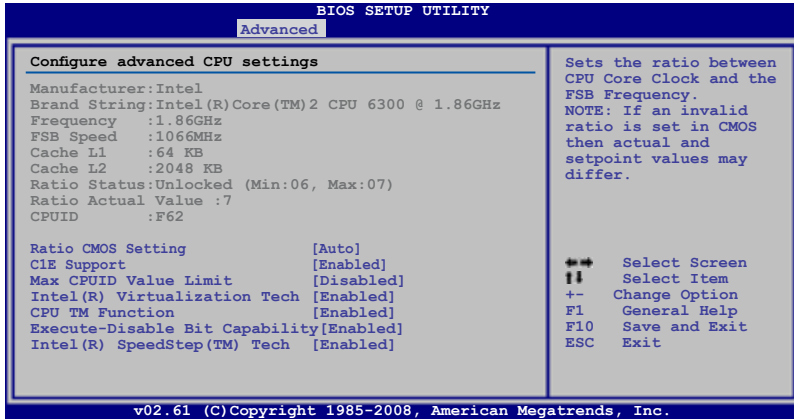 BIOS SETUP UTILITY
Advanced
Configure advanced CPU settings
Manufacturer:Intel
Brand String:Intel(R)Core(TM)2 CPU 6300 @ 1.86GHz
Frequency :1.86GHz
FSB Speed :1066MHz
Cache L1 :64 KB
Cache L2 :2048 KB
Ratio Status:Unlocked (Min:06, Max:07)
Ratio Actual Value :7
CPUID :F62
Ratio CMOS Setting [Auto]
C1E Support [Enabled]
Max CPUID Value Limit [Disabled]
Intel(R) Virtualization Tech [Enabled]
CPU TM Function [Enabled]
Execute-Disable Bit Capability[Enabled]
Intel(R) SpeedStep(TM) Tech [Enabled]
Sets the ratio between
CPU Core Clock and the
FSB Frequency.
NOTE: If an invalid
ratio is set in CMOS
then actual and
setpoint values may
differ.
←→ Select Screen
↑↓ Select Item
+- Change Option
F1 General Help
F10 Save and Exit
ESC Exit
v02.61 (C)Copyright 1985-2008, American Megatrends, Inc.